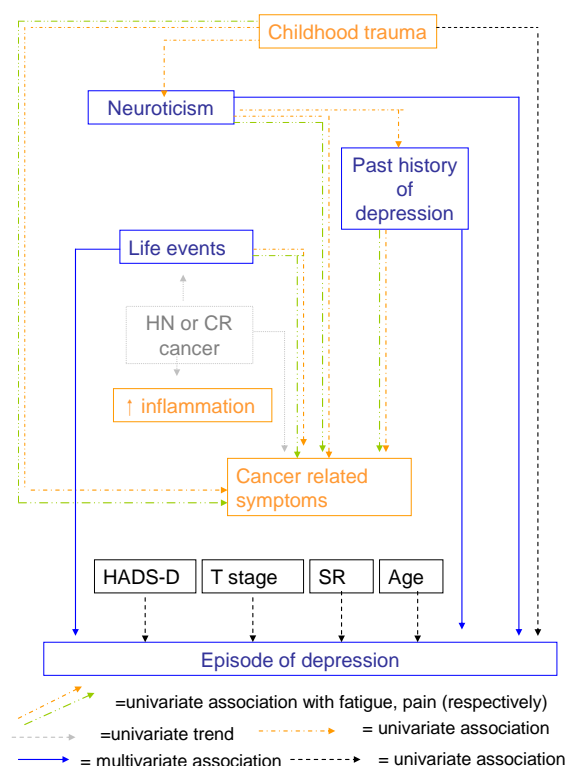 Childhood trauma
Neuroticism
Past history
of
depression
Life events
HN or CR
cancer
↑ inflammation
Cancer related
symptoms
HADS-D
T stage
SR
Age
Episode of depression
=univariate association with fatigue, pain (respectively)
=univariate trend
= univariate association
= multivariate association
= univariate association